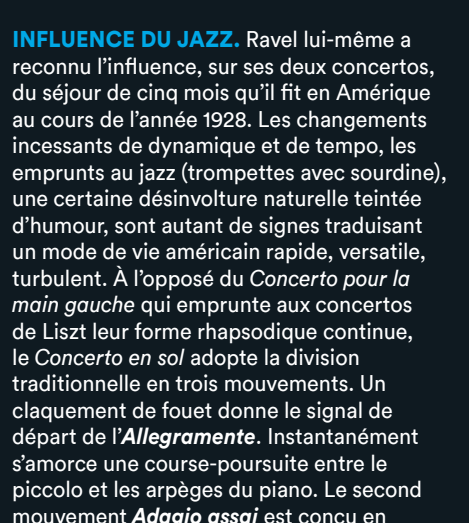 INFLUENCE DU JAZZ. Ravel lui-même a
reconnu l’influence, sur ses deux concertos,
du séjour de cinq mois qu’il fit en Amérique
au cours de l’année 1928. Les changements
incessants de dynamique et de tempo, les
emprunts au jazz (trompettes avec sourdine),
une certaine désinvolture naturelle teintée
d’humour, sont autant de signes traduisant
un mode de vie américain rapide, versatile,
turbulent. À l’opposé du Concerto pour la
main gauche qui emprunte aux concertos
de Liszt leur forme rhapsodique continue,
le Concerto en sol adopte la division
traditionnelle en trois mouvements. Un
claquement de fouet donne le signal de
départ de l’Allegramente. Instantanément
s’amorce une course-poursuite entre le
piccolo et les arpèges du piano. Le second
mouvement Adagio assai est conçu en